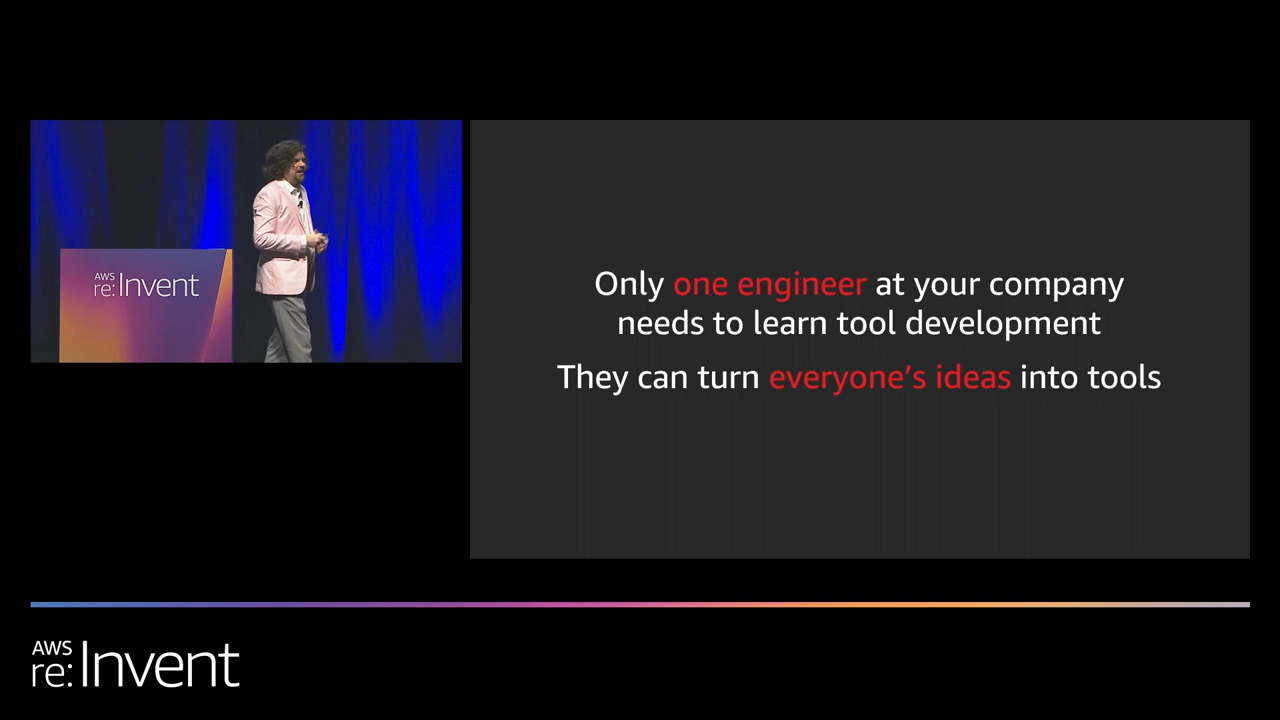 AWS
re:Invent
Only one engineer at your company
needs to learn tool development
They can turn everyone's ideas into tools
AWS
re:Invent